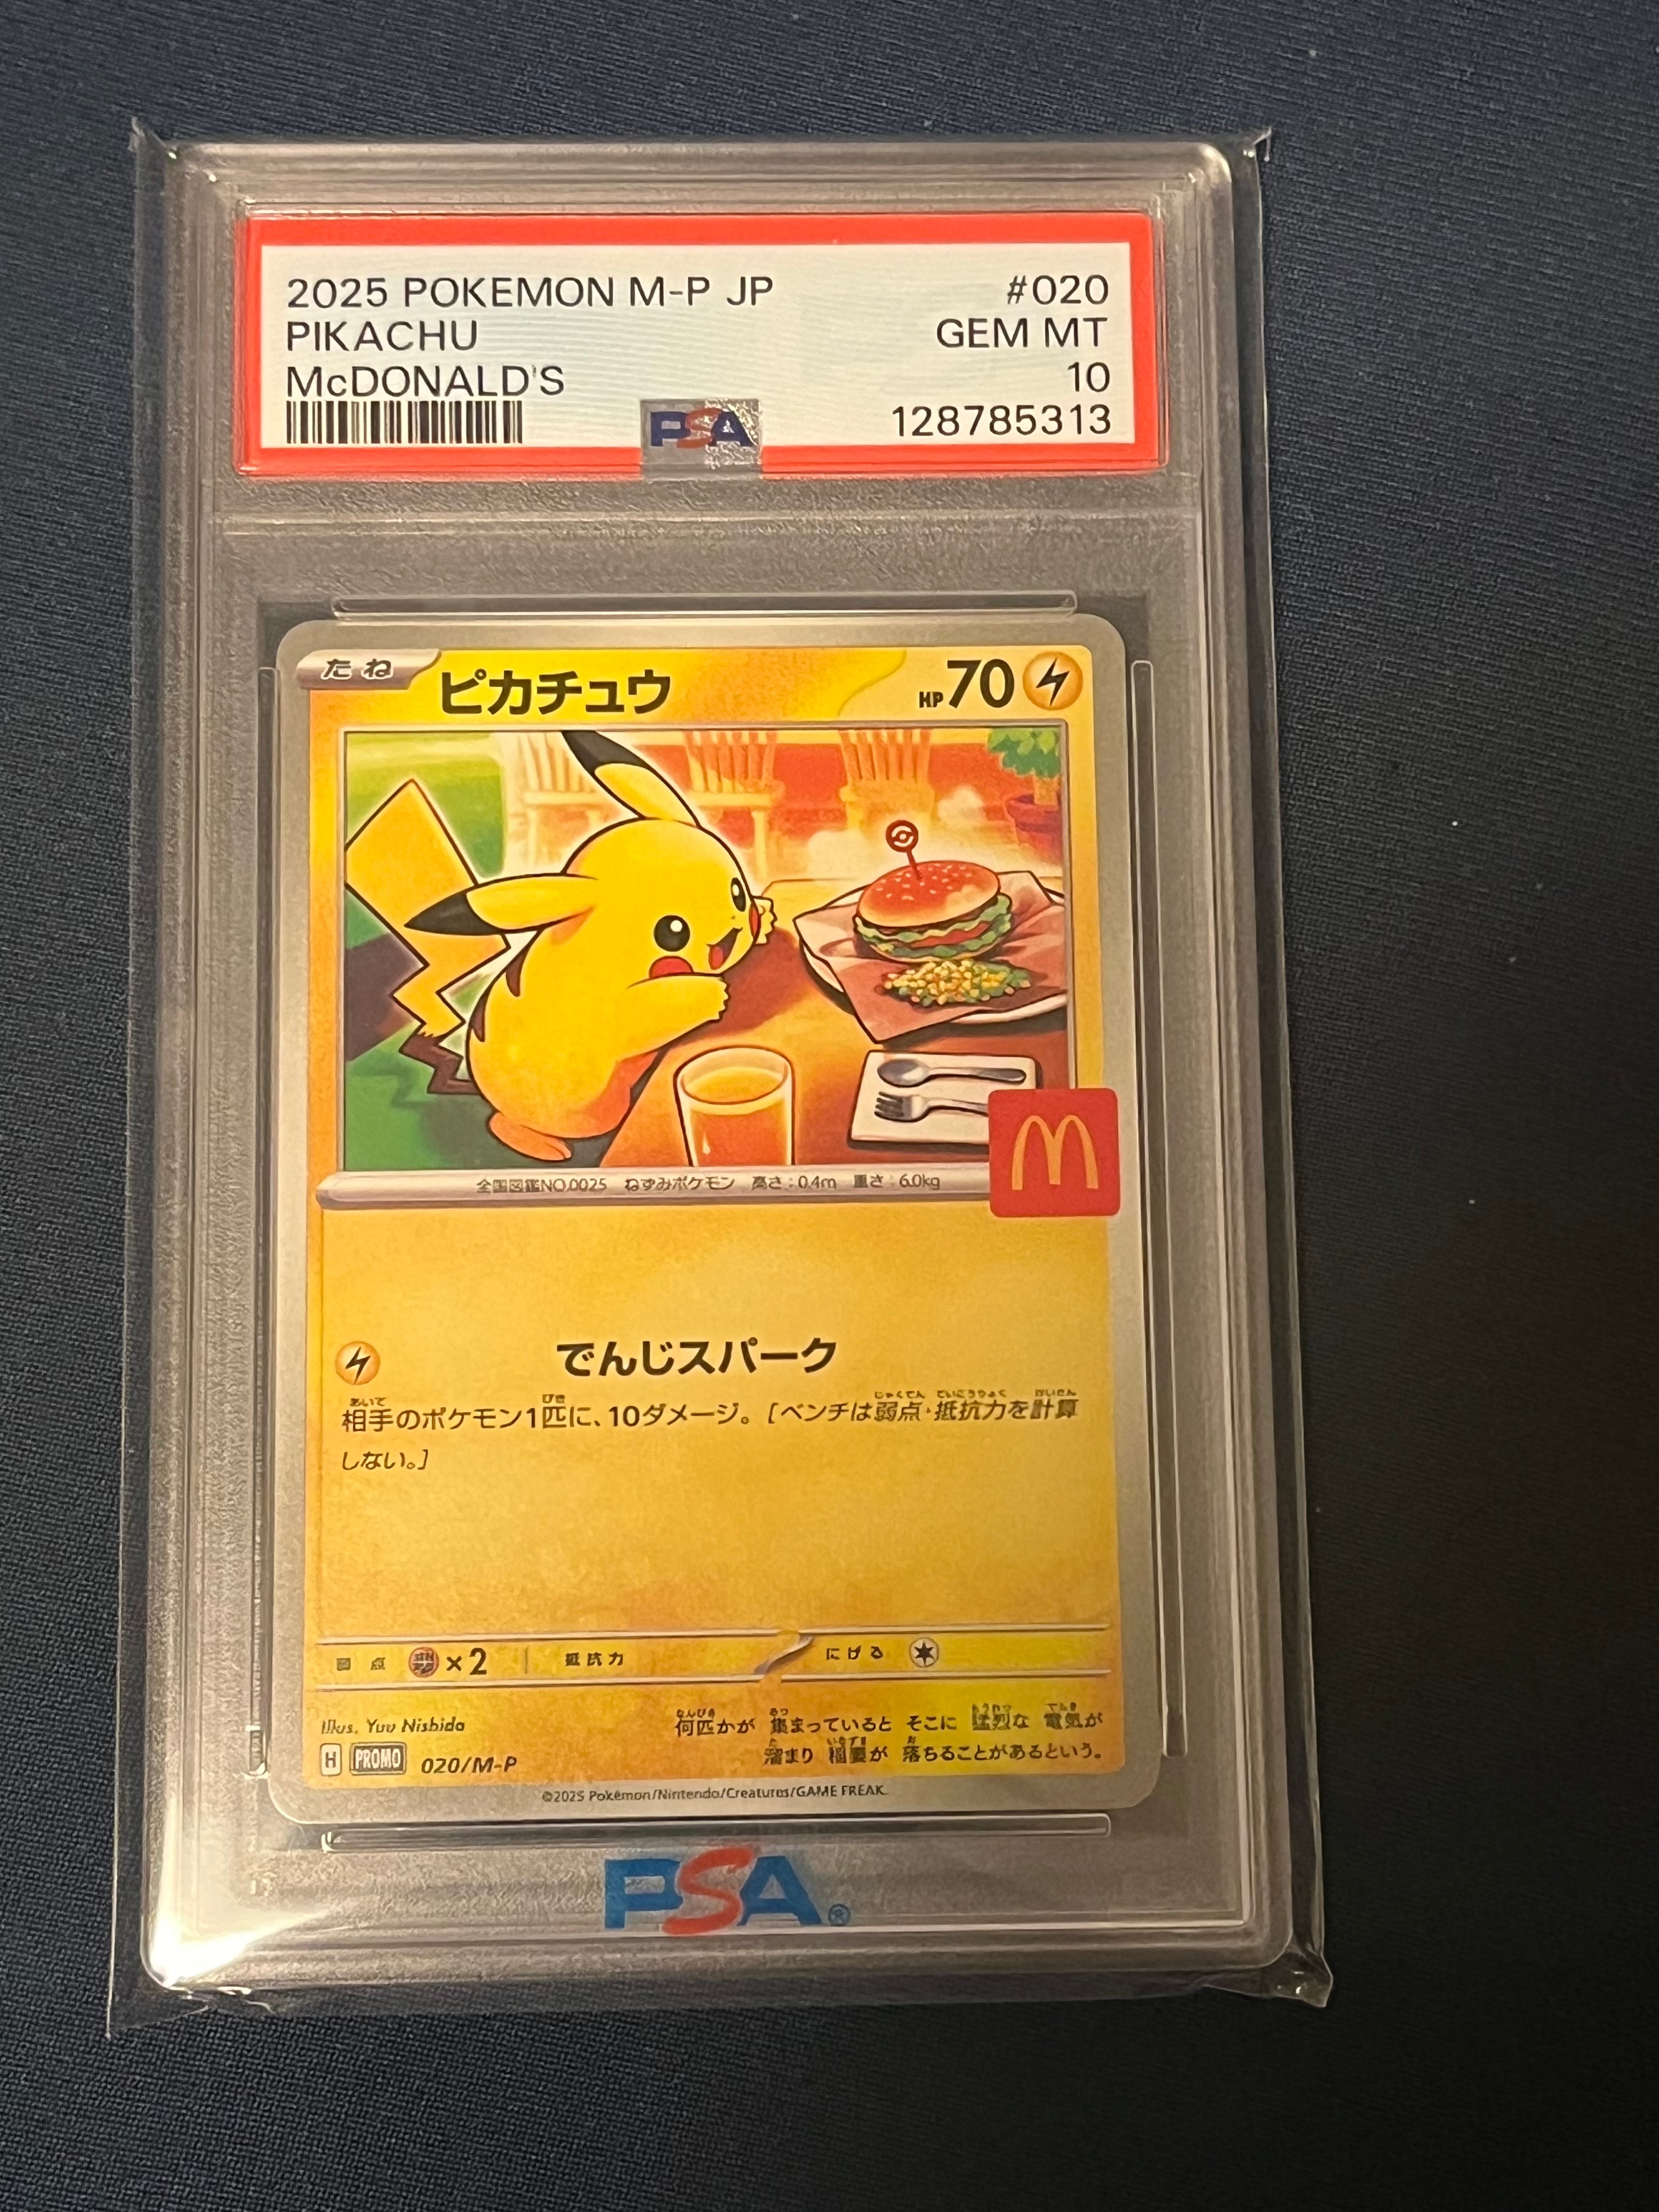 2025 POKEMON M-P JP #020
PIKACHU GEM MT
McDONALD'S 10
PSA 128785313
たね ピカチュウ HP70
全国図鑑NO.0025 ねずみポケモン 高さ:0.4m 重さ:6.0kg
でんじスパーク
相手のポケモン1匹に、10ダメージ。[ベンチは弱点・抵抗力を計算
しない。]
×2 抵抗力 にげる
Illus. Yuu Nishida
何匹かが 集まっていると そこに 猛烈な 電気が
溜まり 稲妻が 落ちることがあるという。
H PROMO 020/M-P
©2025 Pokémon/Nintendo/Creatures/GAME FREAK
PSA®